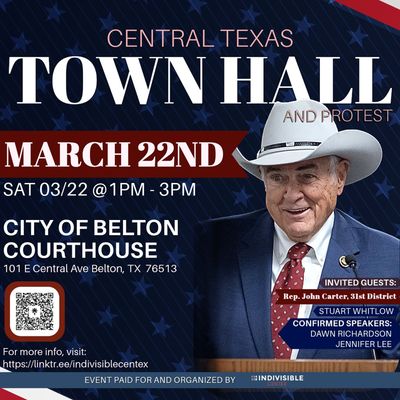 CENTRAL TEXAS
TOWN HALL
AND PROTEST
MARCH 22ND
SAT 03/22 @ 1PM - 3PM
CITY OF BELTON
COURTHOUSE
101 E Central Ave Belton, TX 76513
INVITED GUESTS:
Rep. John Carter, 31st District
STUART WHITLOW
CONFIRMED SPEAKERS:
DAWN RICHARDSON
JENNIFER LEE
For more info, visit:
https://linktr.ee/indivisiblecentex
EVENT PAID FOR AND ORGANIZED BY
INDIVISIBLE